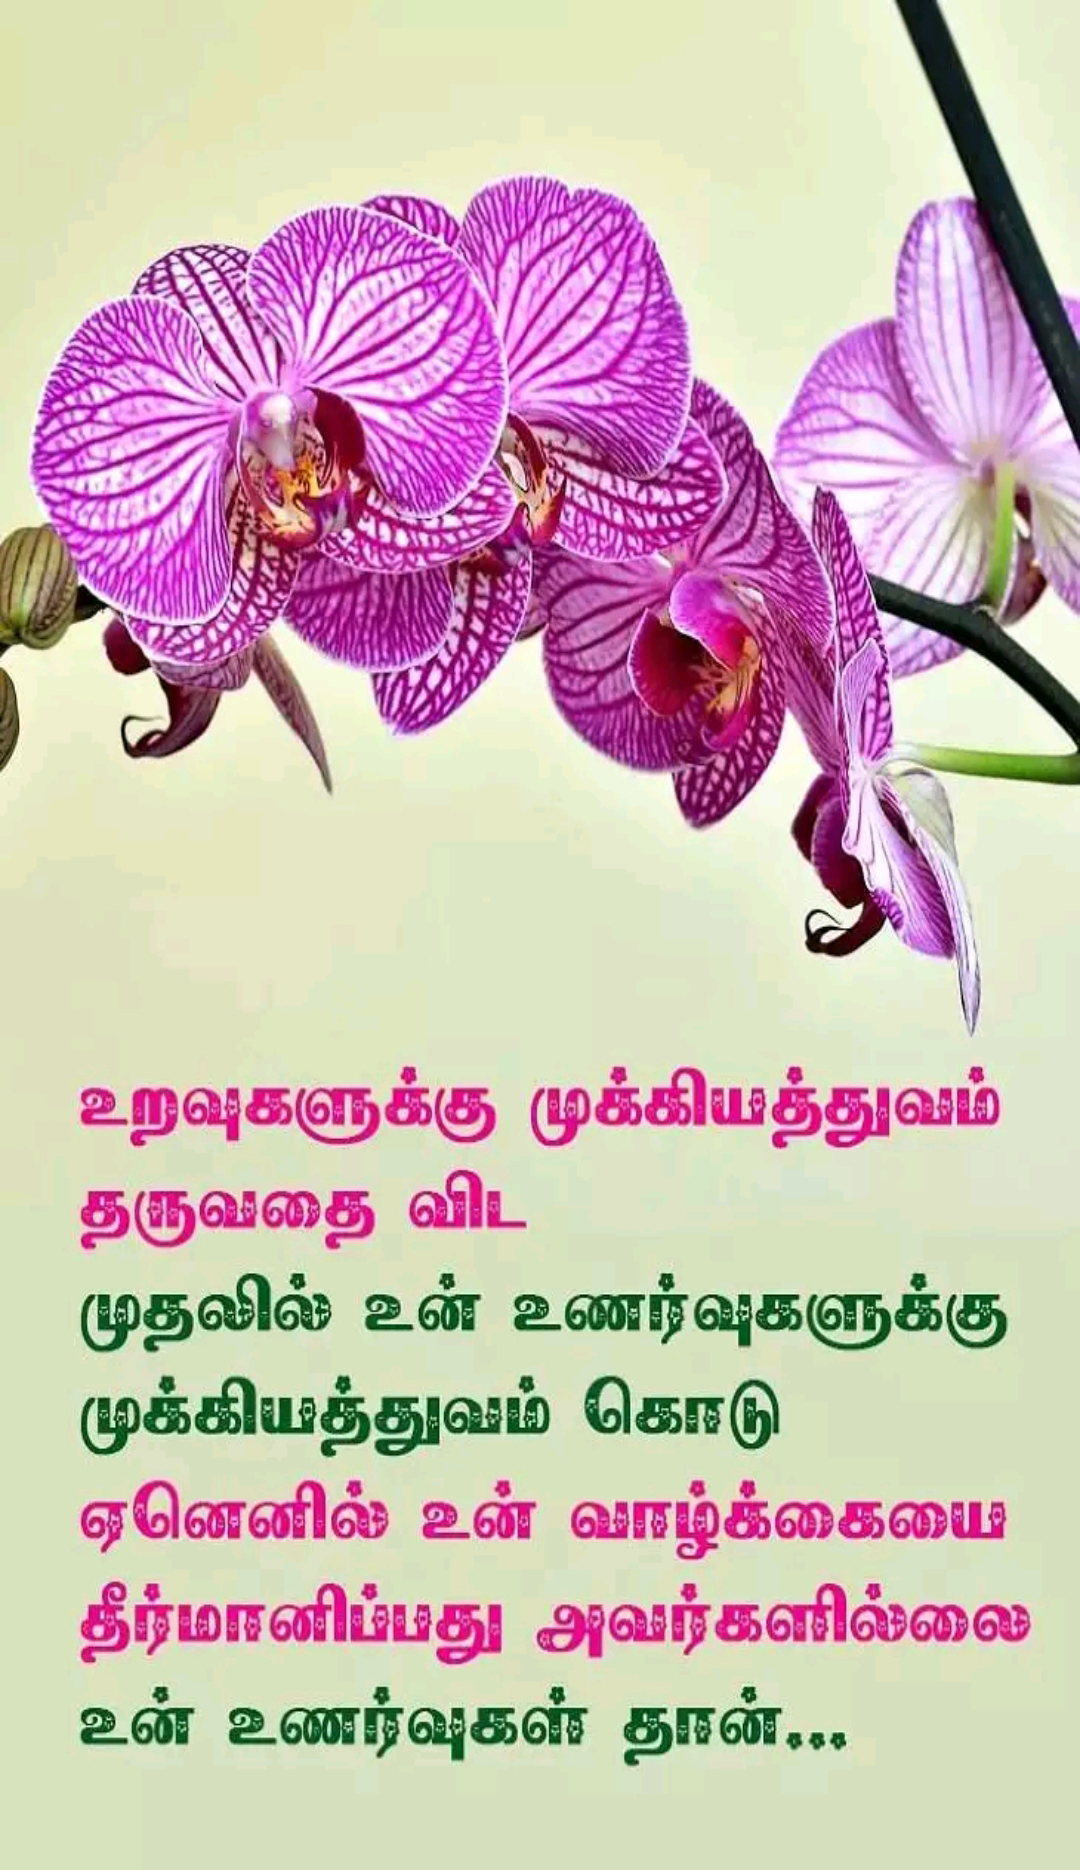 உறவுகளுக்கு முக்கியத்துவம்
தருவதை விட
முதலில் உன் உணர்வுகளுக்கு
முக்கியத்துவம் கொடு
ஏனெனில் உன் வாழ்க்கையை
தீர்மானிப்பது அவர்களில்லை
உன் உணர்வுகள் தான்...